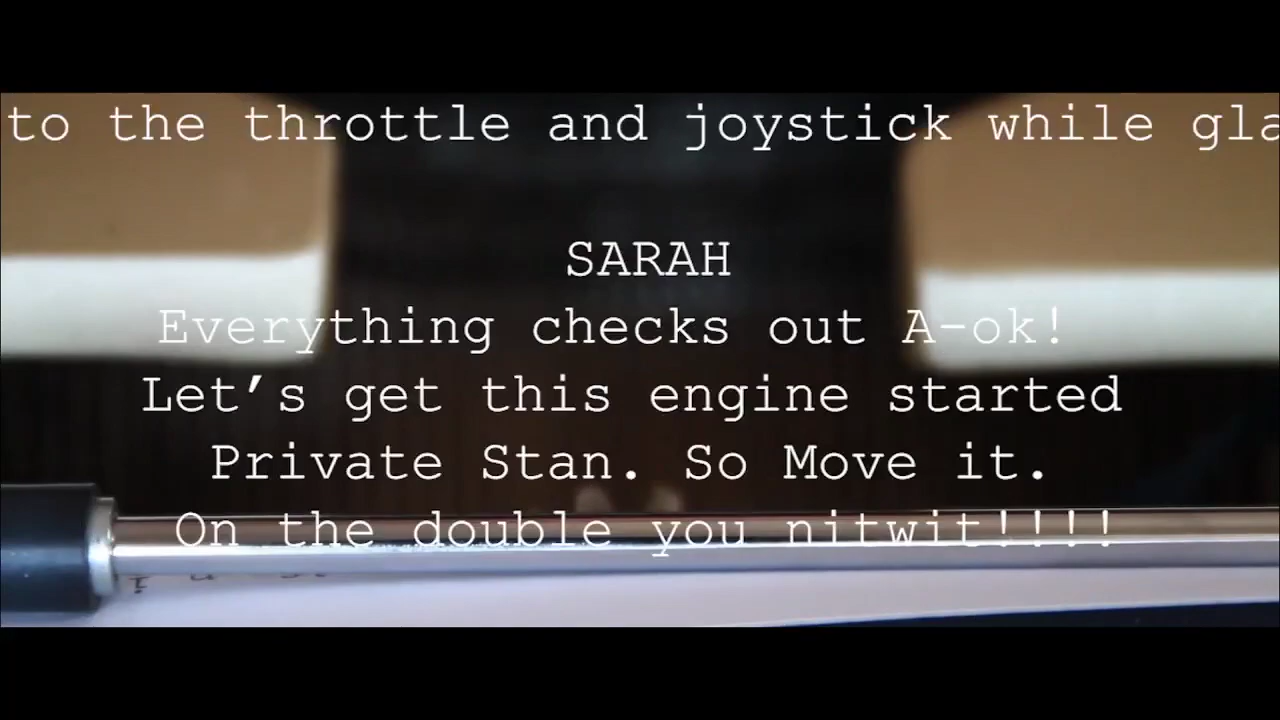 to the throttle and joystick while
SARAH
Everything checks out A-ok!
Let’s get this engine started
Private Stan. So Move it.
On the double you nitwit!!!!